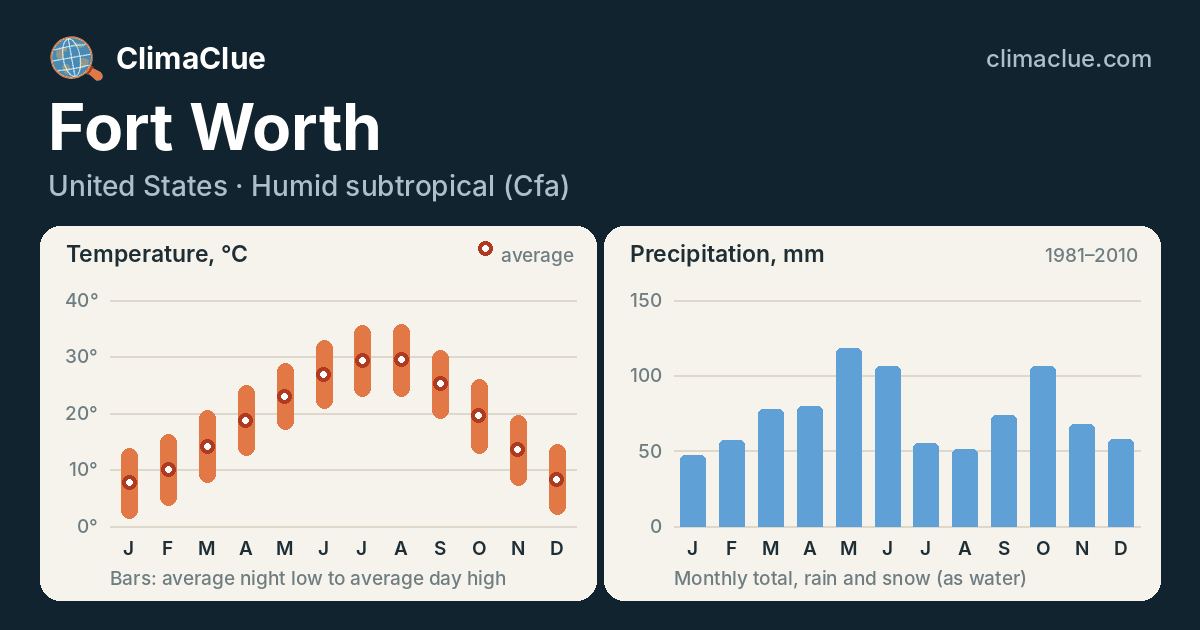 ClimaClue
climaclue.com
Fort Worth
United States · Humid subtropical (Cfa)
Temperature, °C
average
40°
30°
20°
10°
0°
J F M A M J J A S O N D
Bars: average night low to average day high
Precipitation, mm
1981–2010
150
100
50
0
J F M A M J J A S O N D
Monthly total, rain and snow (as water)